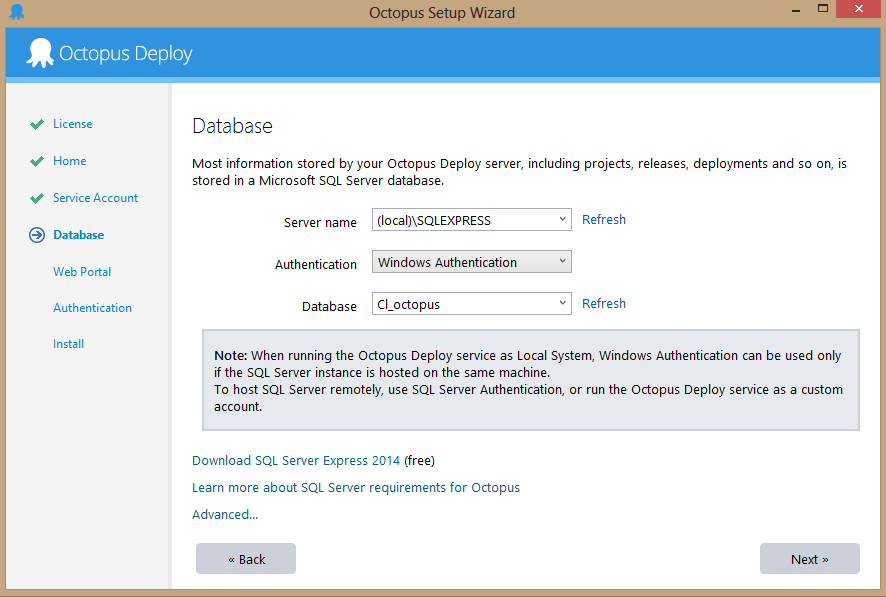 Octopus Setup Wizard
Octopus Deploy
License
Home
Service Account
Database
Web Portal
Authentication
Install
Database
Most information stored by your Octopus Deploy server, including projects, releases, deployments and so on, is
stored in a Microsoft SQL Server database.
Server name (local)\SQLEXPRESS Refresh
Authentication Windows Authentication
Database Cl_octopus Refresh
Note: When running the Octopus Deploy service as Local System, Windows Authentication can be used only
if the SQL Server instance is hosted on the same machine.
To host SQL Server remotely, use SQL Server Authentication, or run the Octopus Deploy service as a custom
account.
Download SQL Server Express 2014 (free)
Learn more about SQL Server requirements for Octopus
Advanced...
« Back Next »